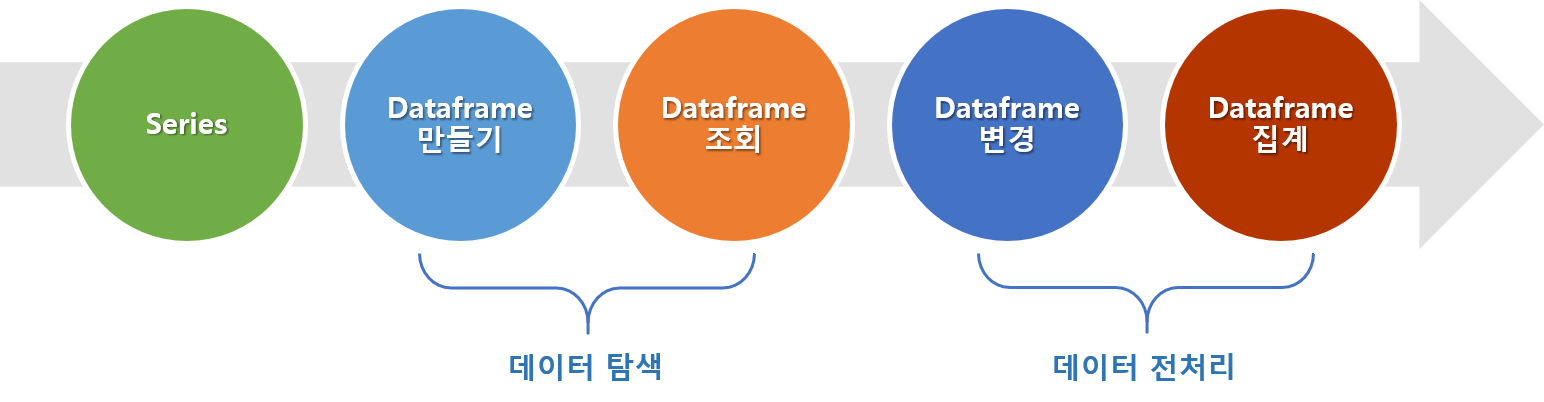 Series
Dataframe
만들기
Dataframe
조회
Dataframe
변경
Dataframe
집계
데이터 탐색
데이터 전처리